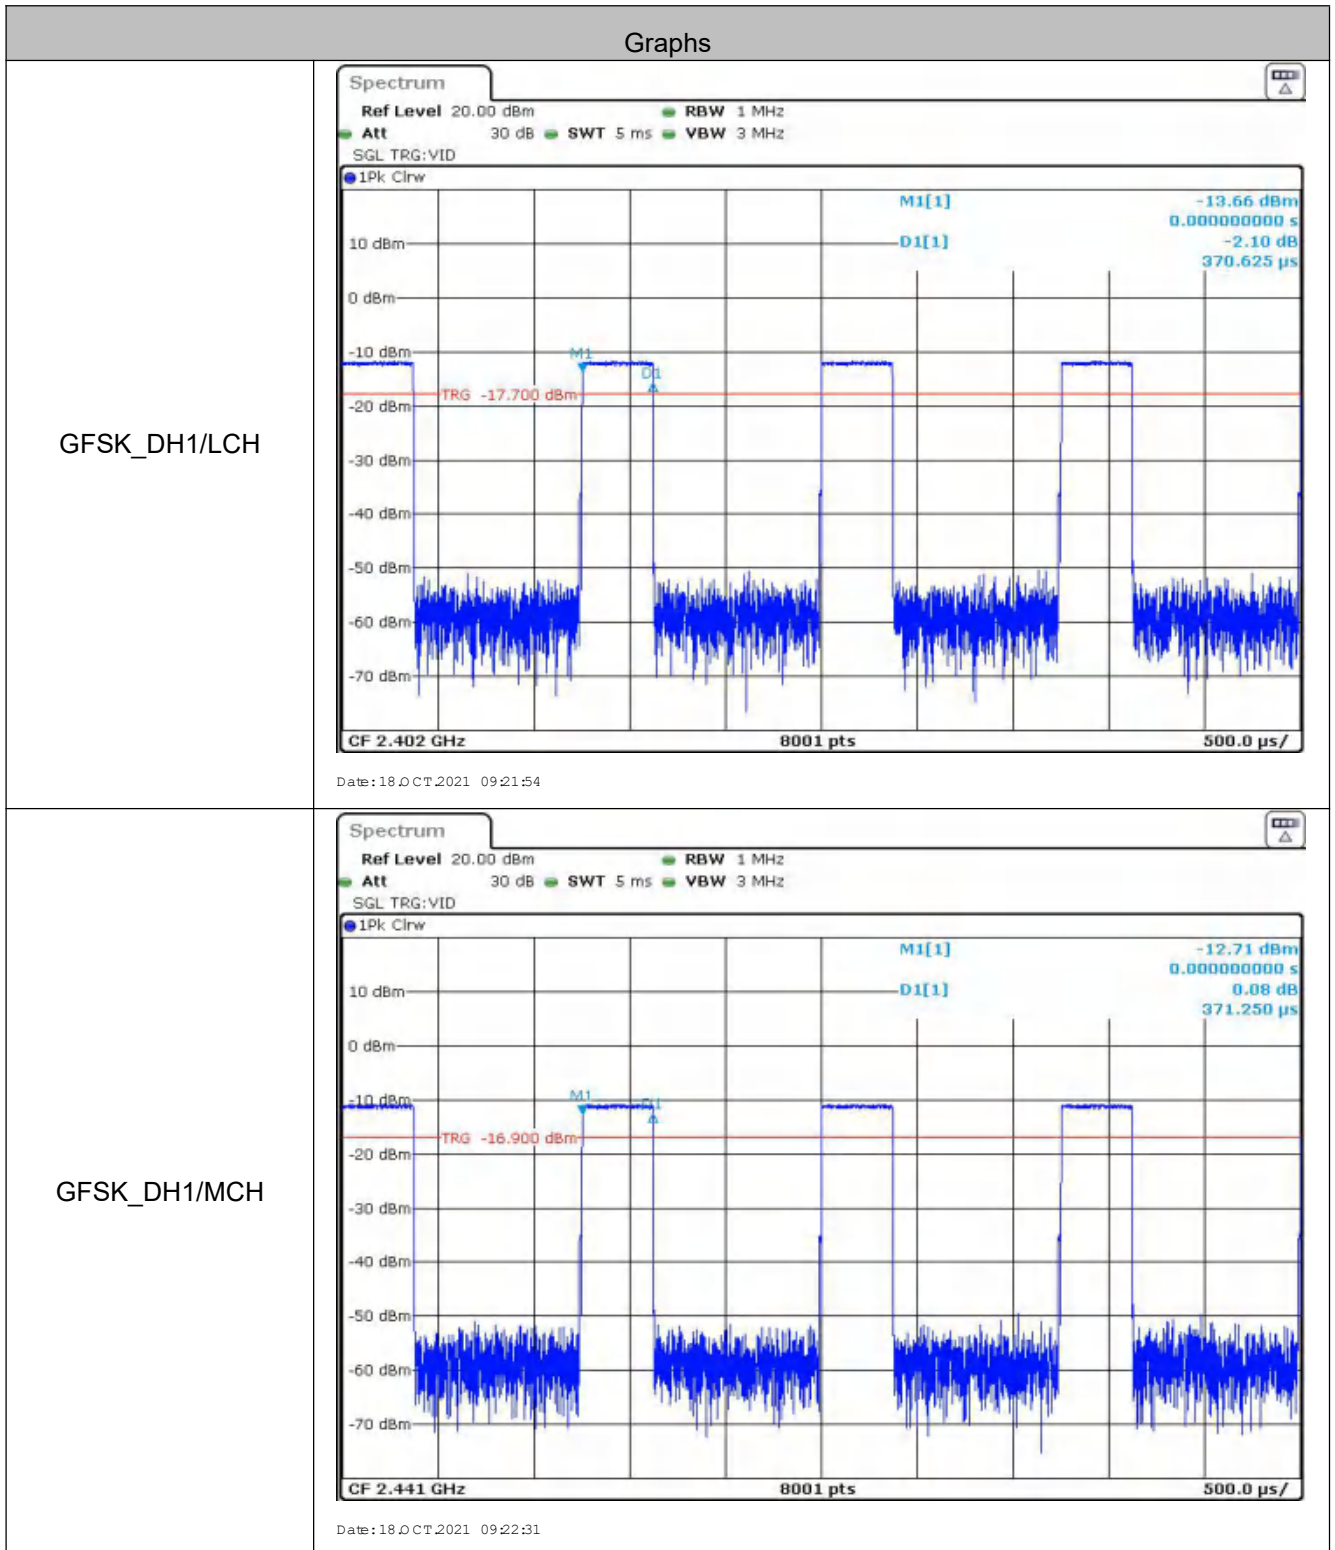 Graphs
GFSK_DH1/LCH
Spectrum
Ref Level 20.00 dBm RBW 1 MHz
Att 30 dB SWT 5 ms VBW 3 MHz
SGL TRG:VID
1Pk Clrw
M1[1] -13.66 dBm
0.000000000 s
10 dBm D1[1] -2.10 dB
370.625 µs
0 dBm
-10 dBm M1
D1
TRG -17.700 dBm
-20 dBm
-30 dBm
-40 dBm
-50 dBm
-60 dBm
-70 dBm
CF 2.402 GHz 8001 pts 500.0 µs/
Date: 18.OCT.2021 09:21:54
GFSK_DH1/MCH
Spectrum
Ref Level 20.00 dBm RBW 1 MHz
Att 30 dB SWT 5 ms VBW 3 MHz
SGL TRG:VID
1Pk Clrw
M1[1] -12.71 dBm
0.000000000 s
10 dBm D1[1] 0.08 dB
371.250 µs
0 dBm
-10 dBm M1 D1
TRG -16.900 dBm
-20 dBm
-30 dBm
-40 dBm
-50 dBm
-60 dBm
-70 dBm
CF 2.441 GHz 8001 pts 500.0 µs/
Date: 18.OCT.2021 09:22:31